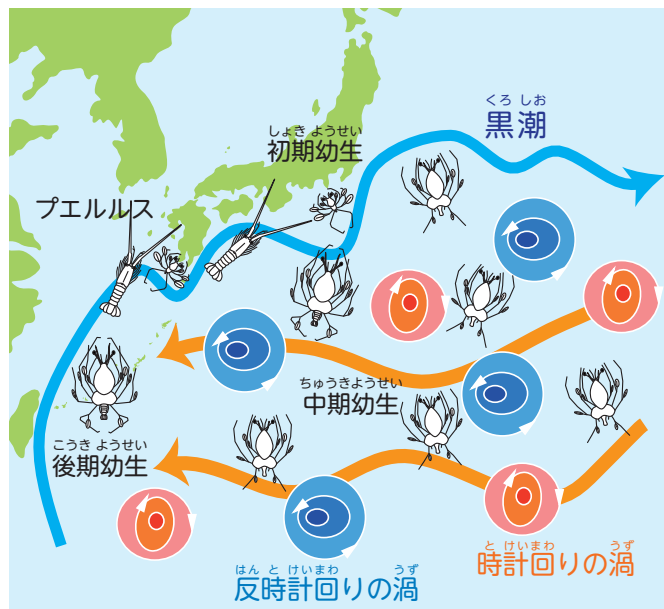 くろ しお
黒潮
しょき ようせい
初期幼生
プエルルス
ちゅうきようせい
中期幼生
こうき ようせい
後期幼生
と けいまわ うず
時計回りの渦
はん と けいまわ うず
反時計回りの渦